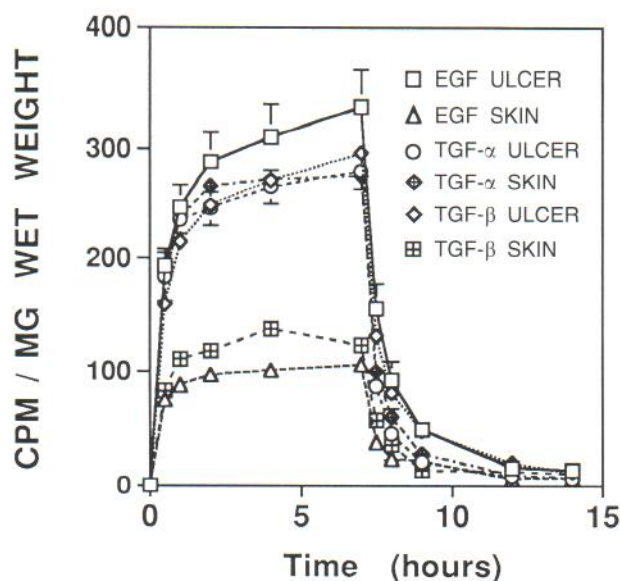 400
300
200
100
0
CPM / MG WET WEIGHT
EGF ULCER
EGF SKIN
TGF-α ULCER
TGF-α SKIN
TGF-β ULCER
TGF-β SKIN
0
5
10
15
Time (hours)